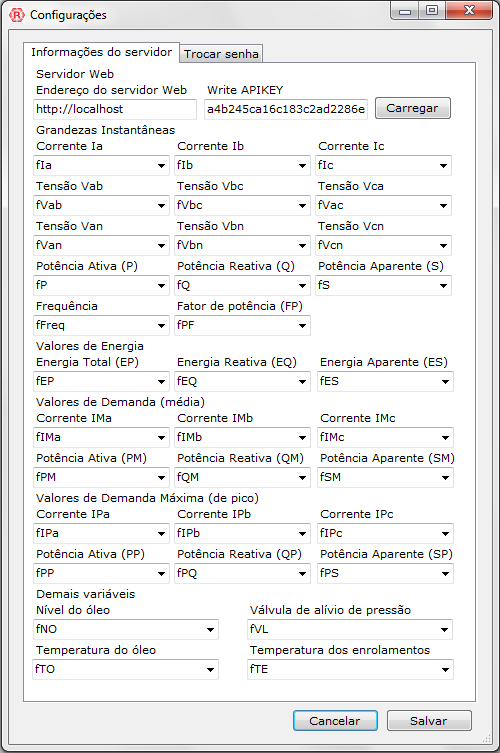 Configurações
Informações do servidor Trocar senha
Servidor Web
Endereço do servidor Web Write APIKEY
http://localhost a4b245ca16c183c2ad2286e Carregar
Grandezas Instantâneas
Corrente Ia Corrente Ib Corrente Ic
fIa fIb fIc
Tensão Vab Tensão Vbc Tensão Vca
fVab fVbc fVac
Tensão Van Tensão Vbn Tensão Vcn
fVan fVbn fVcn
Potência Ativa (P) Potência Reativa (Q) Potência Aparente (S)
fP fQ fS
Frequência Fator de potência (FP)
fFreq fPF
Valores de Energia
Energia Total (EP) Energia Reativa (EQ) Energia Aparente (ES)
fEP fEQ fES
Valores de Demanda (média)
Corrente IMa Corrente IMb Corrente IMc
fIMa fIMb fIMc
Potência Ativa (PM) Potência Reativa (QM) Potência Aparente (SM)
fPM fQM fSM
Valores de Demanda Máxima (de pico)
Corrente IPa Corrente IPb Corrente IPc
fIPa fIPb fIPc
Potência Ativa (PP) Potência Reativa (QP) Potência Aparente (SP)
fPP fPQ fPS
Demais variáveis
Nível do óleo Válvula de alívio de pressão
fNO fVL
Temperatura do óleo Temperatura dos enrolamentos
fTO fTE
Cancelar Salvar